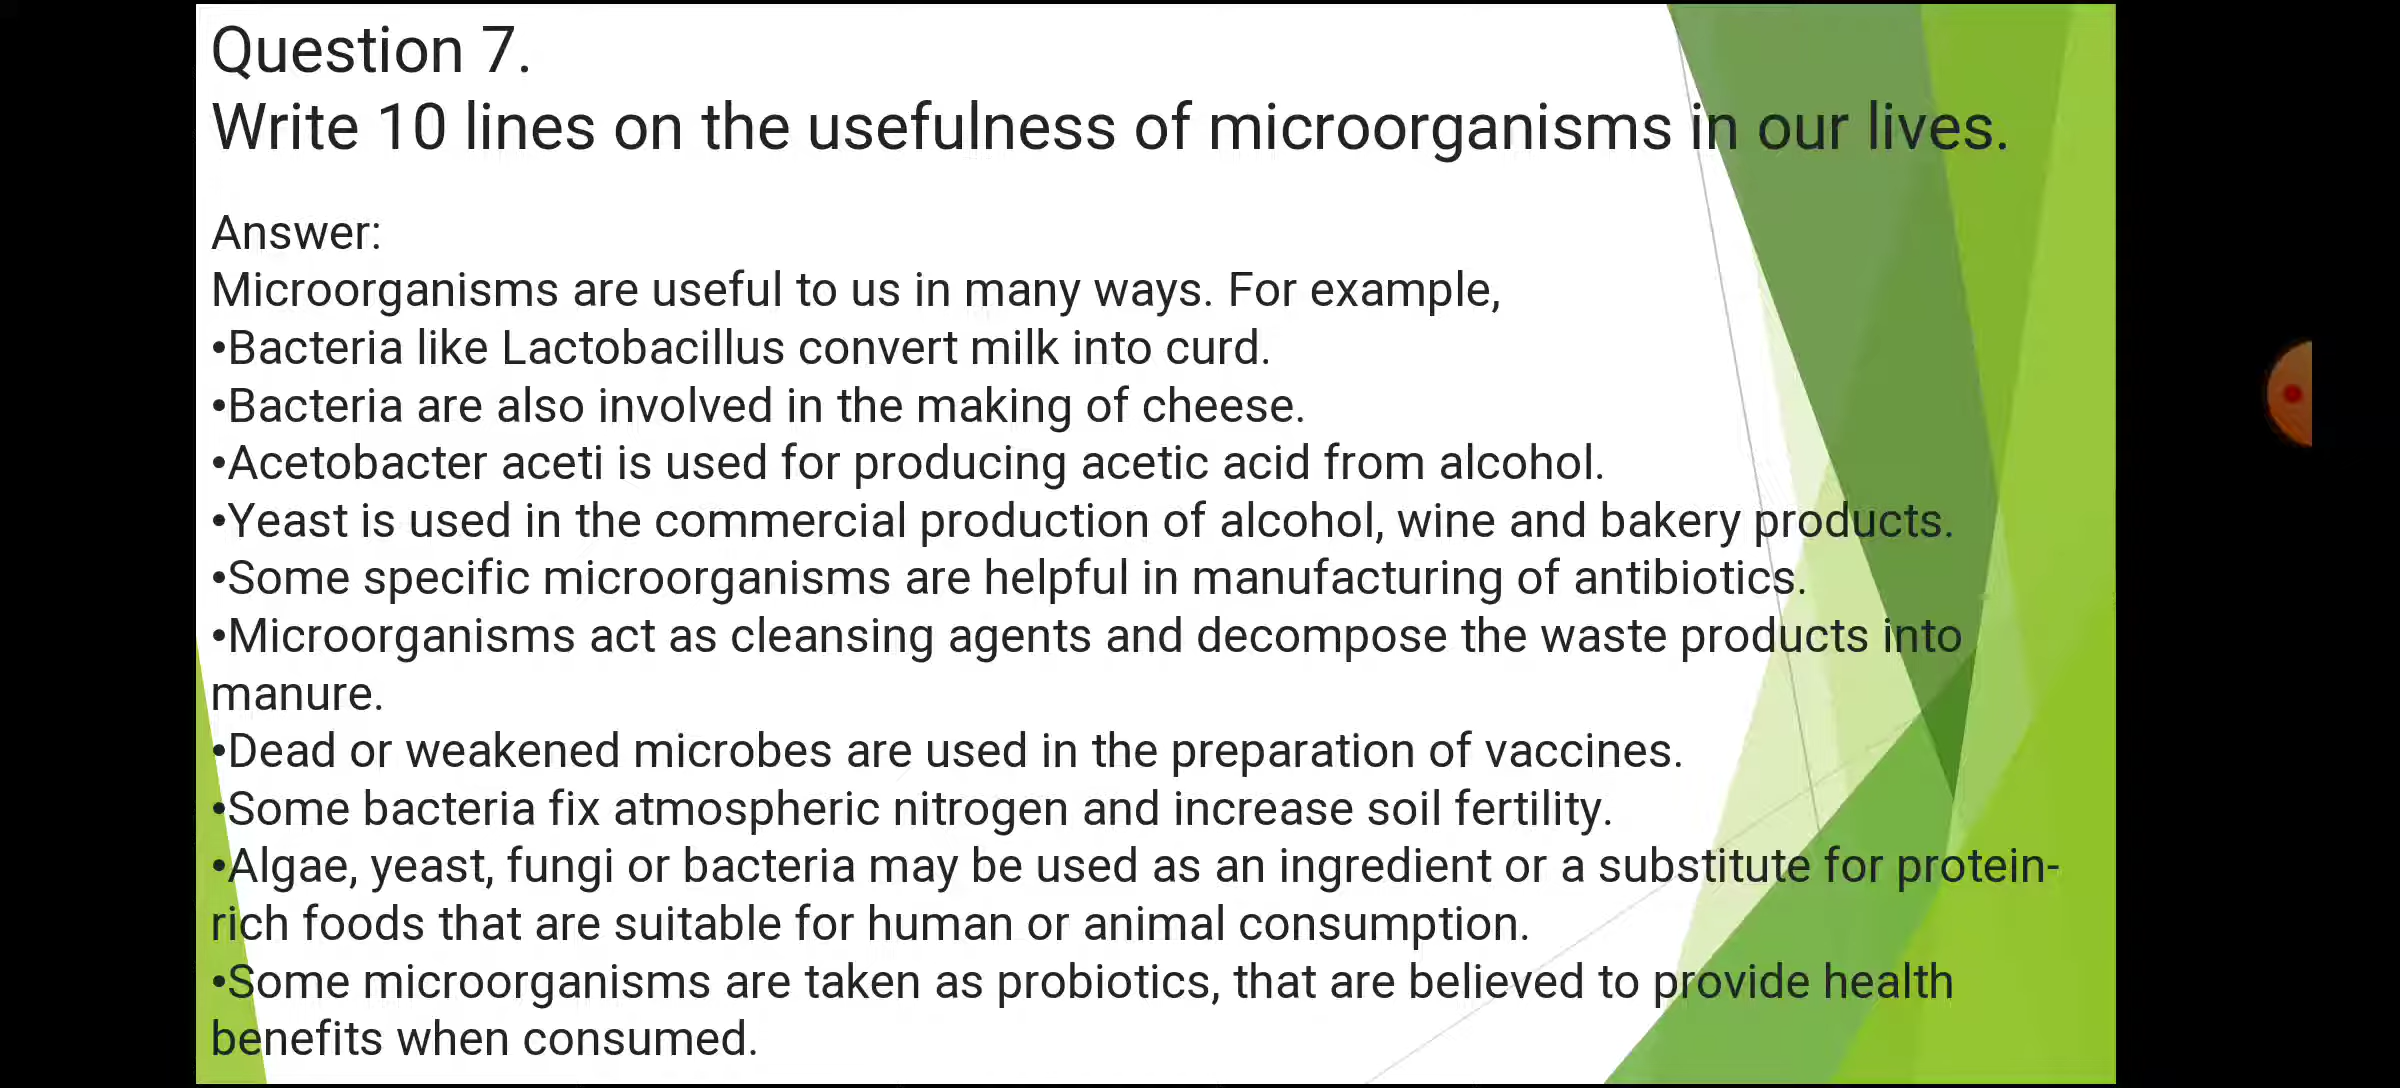 Question 7.
Write 10 lines on the usefulness of microorganisms in our lives.
Answer:
Microorganisms are useful to us in many ways. For example,
•Bacteria like Lactobacillus convert milk into curd.
•Bacteria are also involved in the making of cheese.
•Acetobacter aceti is used for producing acetic acid from alcohol.
•Yeast is used in the commercial production of alcohol, wine and bakery products.
•Some specific microorganisms are helpful in manufacturing of antibiotics.
•Microorganisms act as cleansing agents and decompose the waste products into
manure.
•Dead or weakened microbes are used in the preparation of vaccines.
•Some bacteria fix atmospheric nitrogen and increase soil fertility.
•Algae, yeast, fungi or bacteria may be used as an ingredient or a substitute for protein-
rich foods that are suitable for human or animal consumption.
•Some microorganisms are taken as probiotics, that are believed to provide health
benefits when consumed.